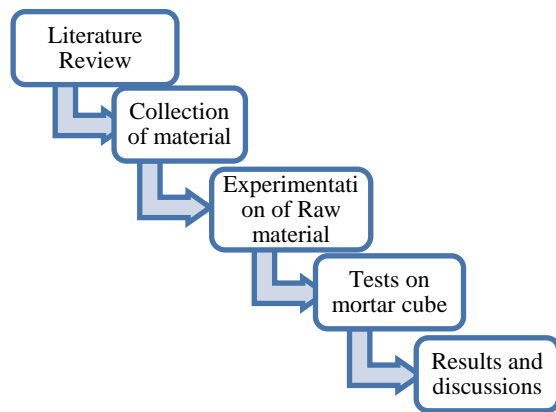 Literature
Review
Collection
of material
Experimentati
on of Raw
material
Tests on
mortar cube
Results and
discussions